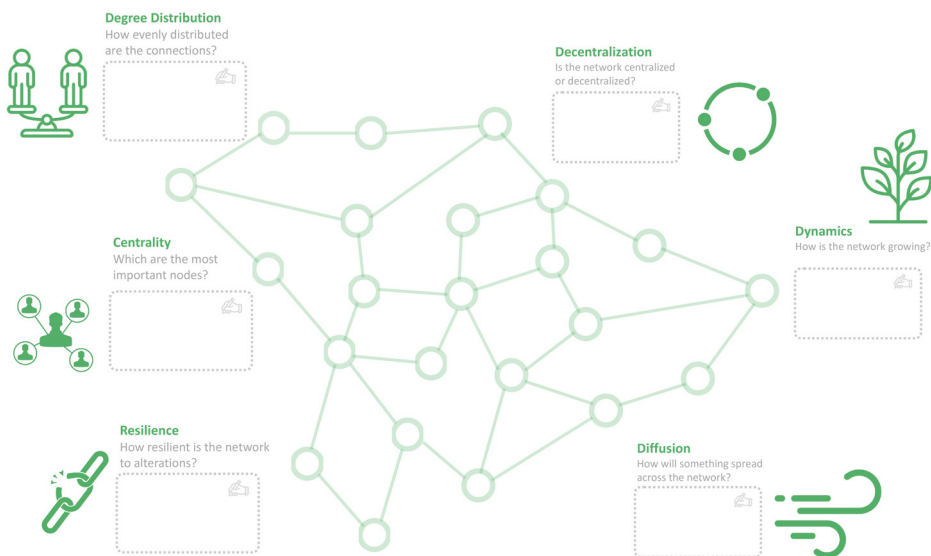 Degree Distribution
How evenly distributed
are the connections?
Decentralization
Is the network centralized
or decentralized?
Centrality
Which are the most
important nodes?
Dynamics
How is the network growing?
Resilience
How resilient is the network
to alterations?
Diffusion
How will something spread
across the network?